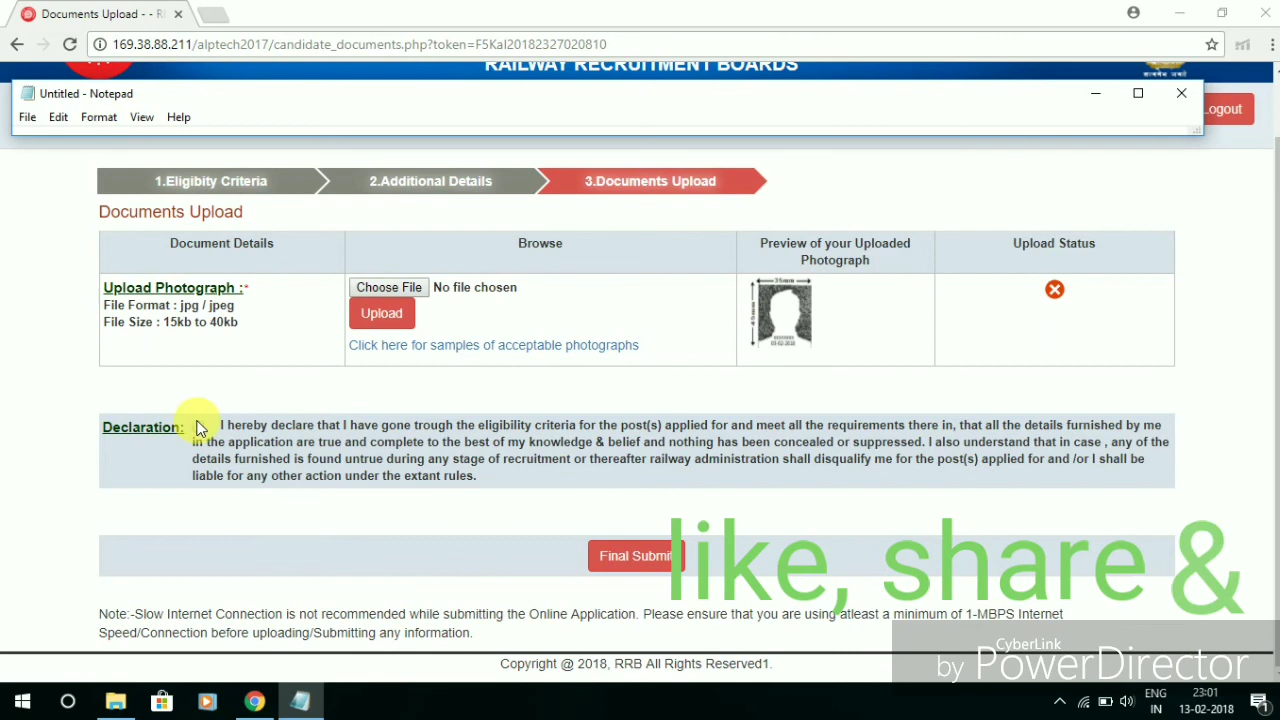 Documents Upload - - R
169.38.88.211/alptech2017/candidate_documents.php?token=F5Kal20182327020810
RAILWAY RECRUITMENT BOARDS
Untitled - Notepad
File Edit Format View Help
Logout
1.Eligibity Criteria 2.Additional Details 3.Documents Upload
Documents Upload
Document Details Browse Preview of your Uploaded Photograph Upload Status
Upload Photograph :*
File Format : jpg / jpeg
File Size : 15kb to 40kb
Choose File No file chosen
Upload
Click here for samples of acceptable photographs
35mm
03-02-2018
Declaration: I hereby declare that I have gone trough the eligibility criteria for the post(s) applied for and meet all the requirements there in, that all the details furnished by me
in the application are true and complete to the best of my knowledge & belief and nothing has been concealed or suppressed. I also understand that in case , any of the
details furnished is found untrue during any stage of recruitment or thereafter railway administration shall disqualify me for the post(s) applied for and /or I shall be
liable for any other action under the extant rules.
Final Submit
like, share &
Note:-Slow Internet Connection is not recommended while submitting the Online Application. Please ensure that you are using atleast a minimum of 1-MBPS Internet
Speed/Connection before uploading/Submitting any information.
CyberLink
by PowerDirector
Copyright @ 2018, RRB All Rights Reserved1.
ENG 23:01
IN 13-02-2018
1